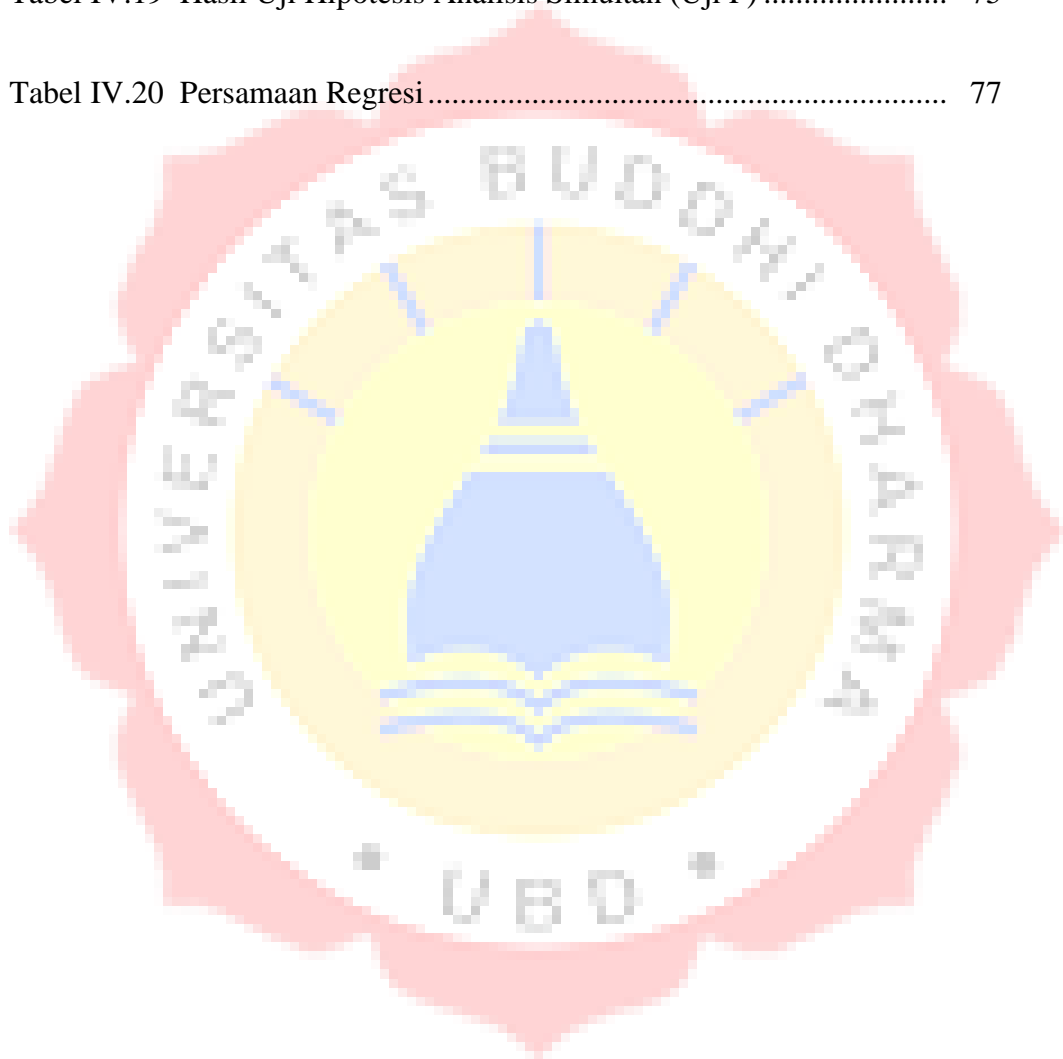 Tabel IV.19 Hasil Uji Hipotesis Analisis Simultan (Uji F) ....................... 75
Tabel IV.20 Persamaan Regresi ................................................................. 77
UNIVERSITAS BUDDHI DHARMA
• UBD •